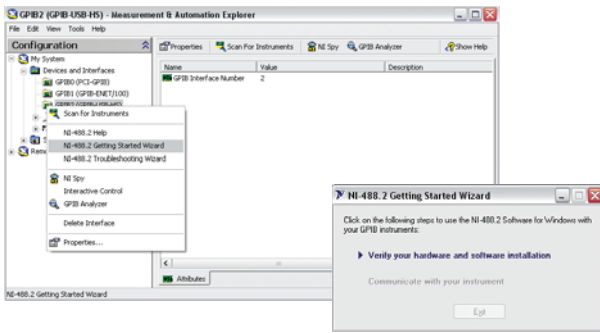 GPIB2 (GPIB-USB-HS) - Measurement & Automation Explorer
File Edit View Tools Help
Configuration
Properties Scan For Instruments NI Spy GPIB Analyzer Show Help
My System
Devices and Interfaces
GPIB0 (PCI-GPIB)
GPIB1 (GPIB-ENET/100)
GPIB2 (GPIB-USB-HS)
Name Value Description
GPIB Interface Number 2
Scan for Instruments
NI-488.2 Help
NI-488.2 Getting Started Wizard
NI-488.2 Troubleshooting Wizard
NI Spy
Interactive Control
GPIB Analyzer
Delete Interface
Properties...
Attributes
NI-488.2 Getting Started Wizard
NI-488.2 Getting Started Wizard
Click on the following steps to use the NI-488.2 Software for Windows with
your GPIB instruments:
Verify your hardware and software installation
Communicate with your instrument
Exit